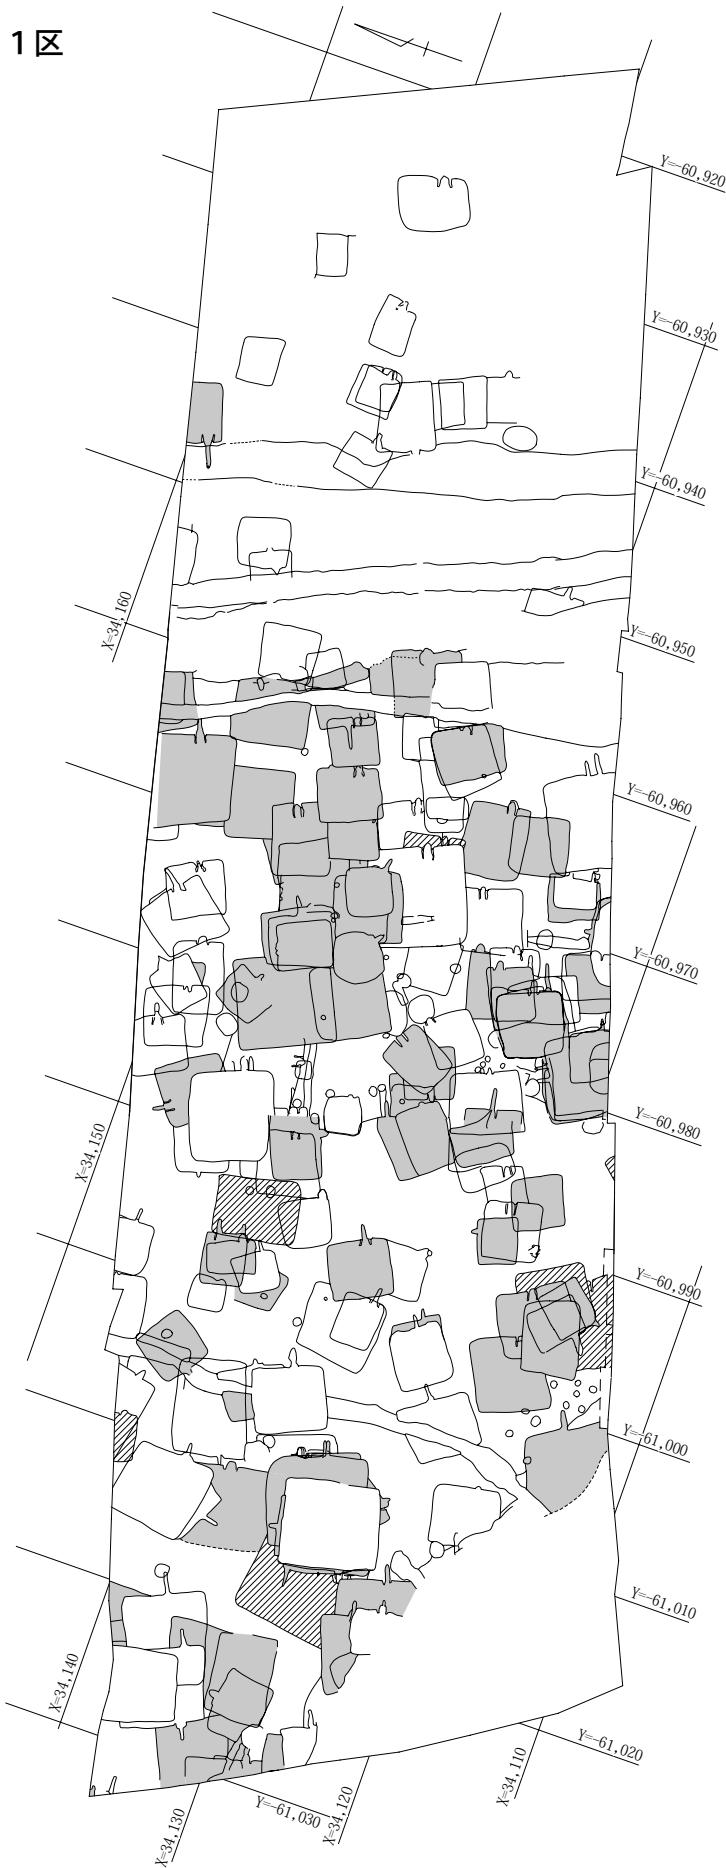 1区
Y=-60,920
Y=-60,930
Y=-60,940
X=34,160
Y=-60,950
Y=-60,960
Y=-60,970
X=34,150
Y=-60,980
Y=-60,990
Y=-61,000
X=34,140
Y=-61,010
Y=-61,020
X=34,110
X=34,120
Y=-61,030
X=34,130